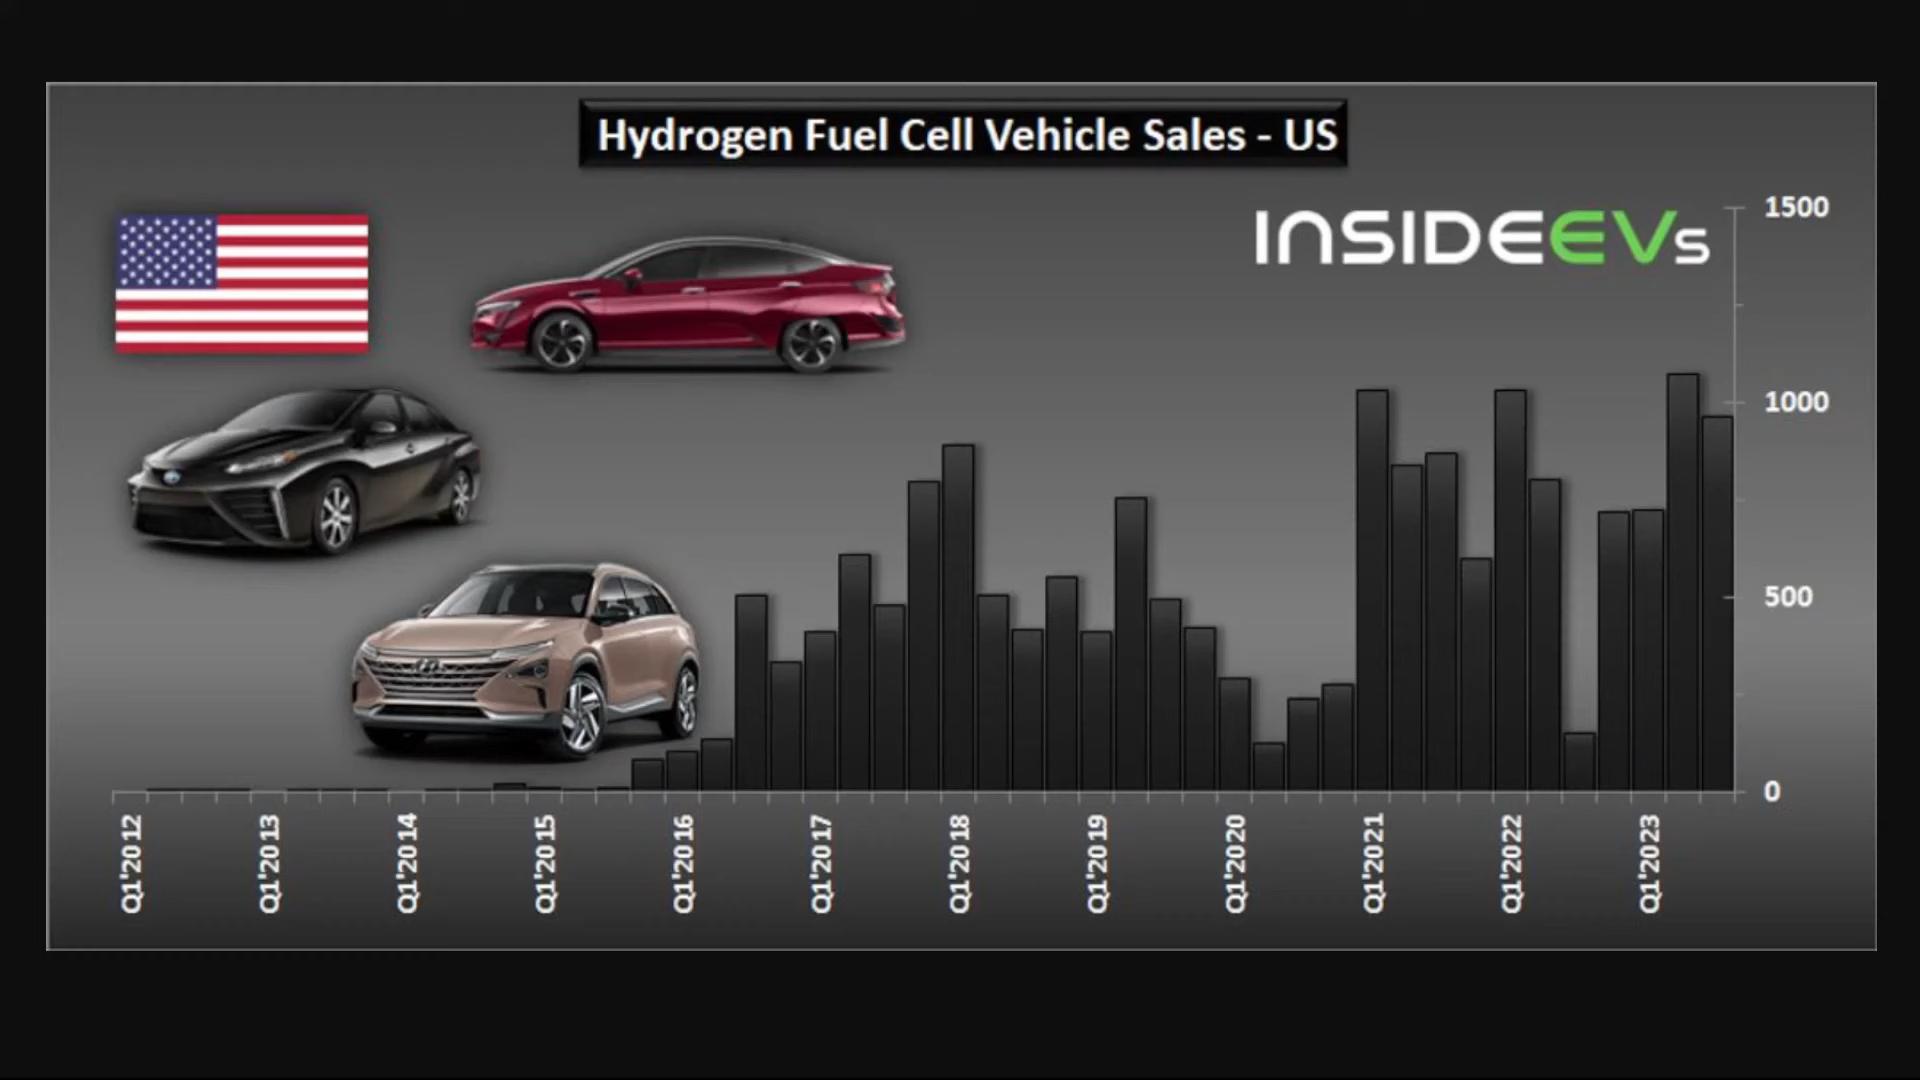 Hydrogen Fuel Cell Vehicle Sales - US
INSIDEEVs
1500
1000
500
0
Q1'2012
Q1'2013
Q1'2014
Q1'2015
Q1'2016
Q1'2017
Q1'2018
Q1'2019
Q1'2020
Q1'2021
Q1'2022
Q1'2023